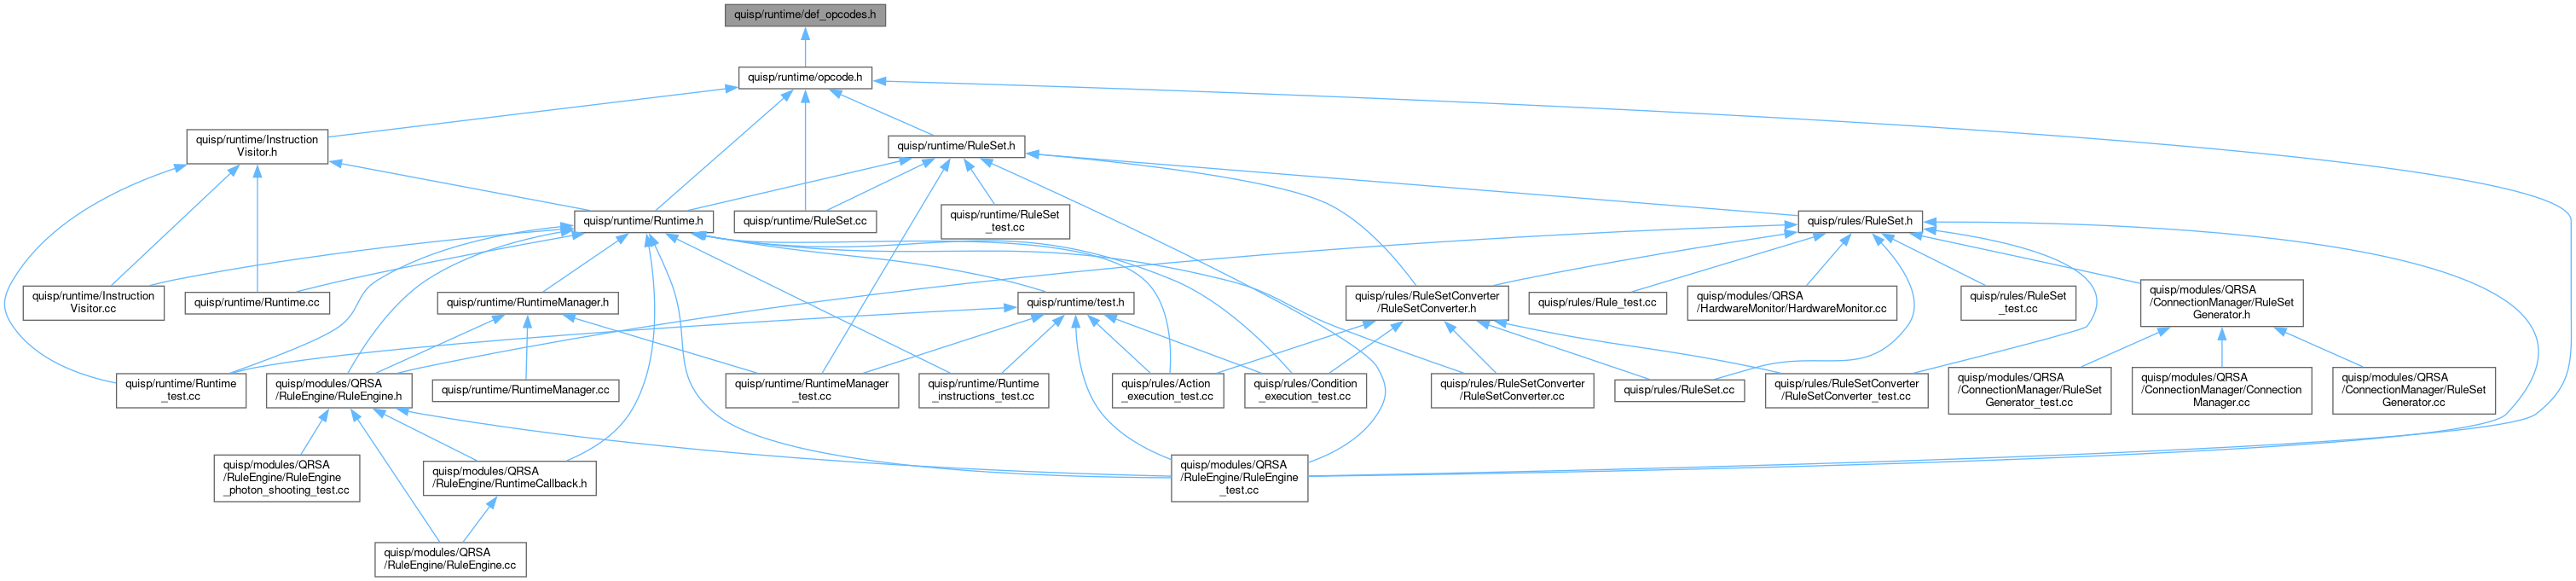 quisp/runtime/def_opcodes.h
quisp/runtime/opcode.h
quisp/runtime/Instruction
Visitor.h
quisp/runtime/RuleSet.h
quisp/runtime/Runtime.h
quisp/runtime/RuleSet.cc
quisp/runtime/RuleSet
_test.cc
quisp/rules/RuleSet.h
quisp/runtime/Instruction
Visitor.cc
quisp/runtime/Runtime.cc
quisp/runtime/RuntimeManager.h
quisp/runtime/test.h
quisp/rules/RuleSetConverter
/RuleSetConverter.h
quisp/rules/Rule_test.cc
quisp/modules/QRSA
/HardwareMonitor/HardwareMonitor.cc
quisp/rules/RuleSet
_test.cc
quisp/modules/QRSA
/ConnectionManager/RuleSet
Generator.h
quisp/runtime/Runtime
_test.cc
quisp/modules/QRSA
/RuleEngine/RuleEngine.h
quisp/runtime/RuntimeManager.cc
quisp/runtime/RuntimeManager
_test.cc
quisp/runtime/Runtime
_instructions_test.cc
quisp/rules/Action
_execution_test.cc
quisp/rules/Condition
_execution_test.cc
quisp/rules/RuleSetConverter
/RuleSetConverter.cc
quisp/rules/RuleSet.cc
quisp/rules/RuleSetConverter
/RuleSetConverter_test.cc
quisp/modules/QRSA
/ConnectionManager/RuleSet
Generator_test.cc
quisp/modules/QRSA
/ConnectionManager/Connection
Manager.cc
quisp/modules/QRSA
/ConnectionManager/RuleSet
Generator.cc
quisp/modules/QRSA
/RuleEngine/RuleEngine
_photon_shooting_test.cc
quisp/modules/QRSA
/RuleEngine/RuntimeCallback.h
quisp/modules/QRSA
/RuleEngine/RuleEngine
_test.cc
quisp/modules/QRSA
/RuleEngine/RuleEngine.cc